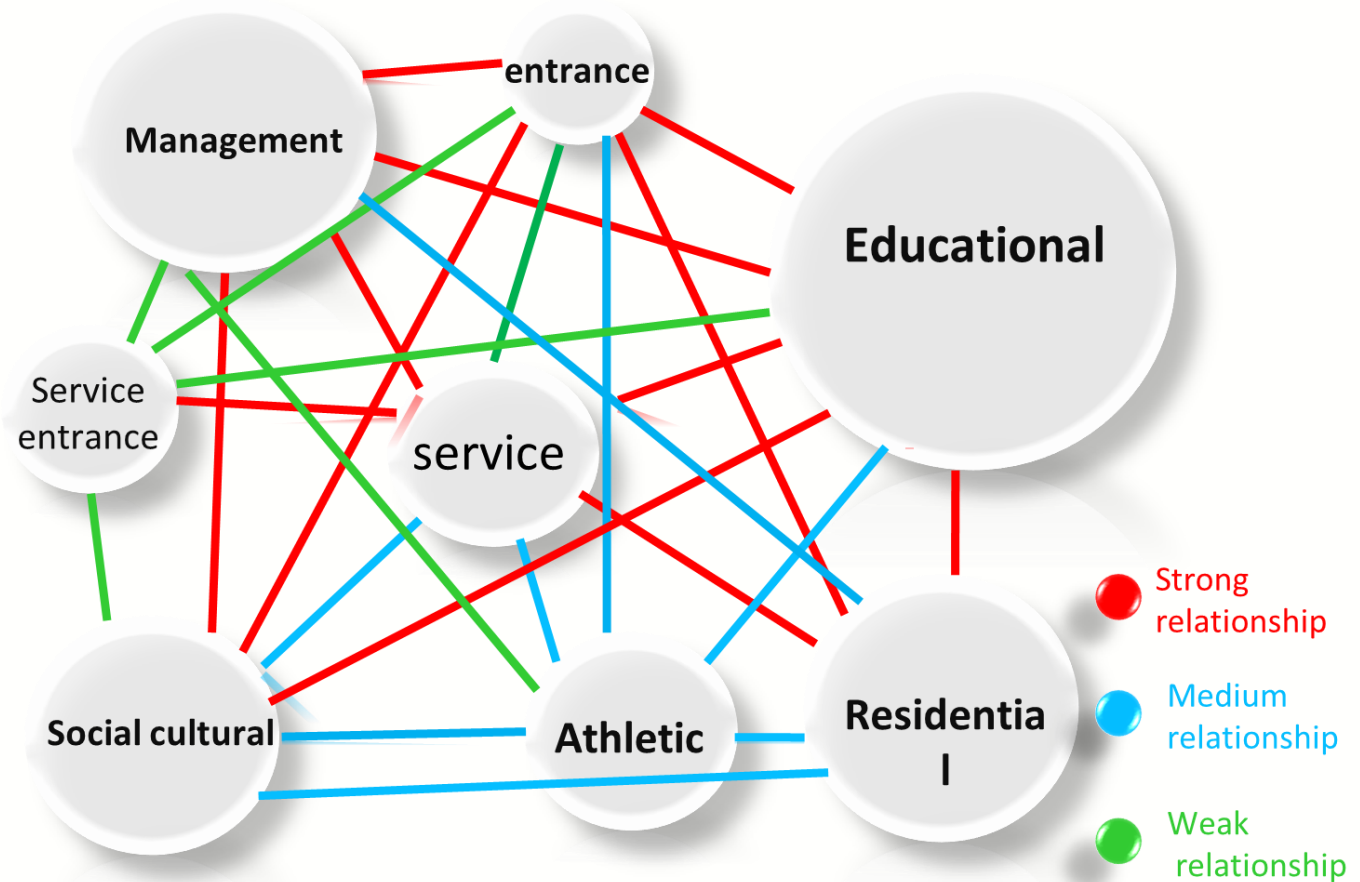 entrance
Management
Educational
Service
entrance
service
Social cultural
Athletic
Residentia
l
Strong
relationship
Medium
relationship
Weak
relationship